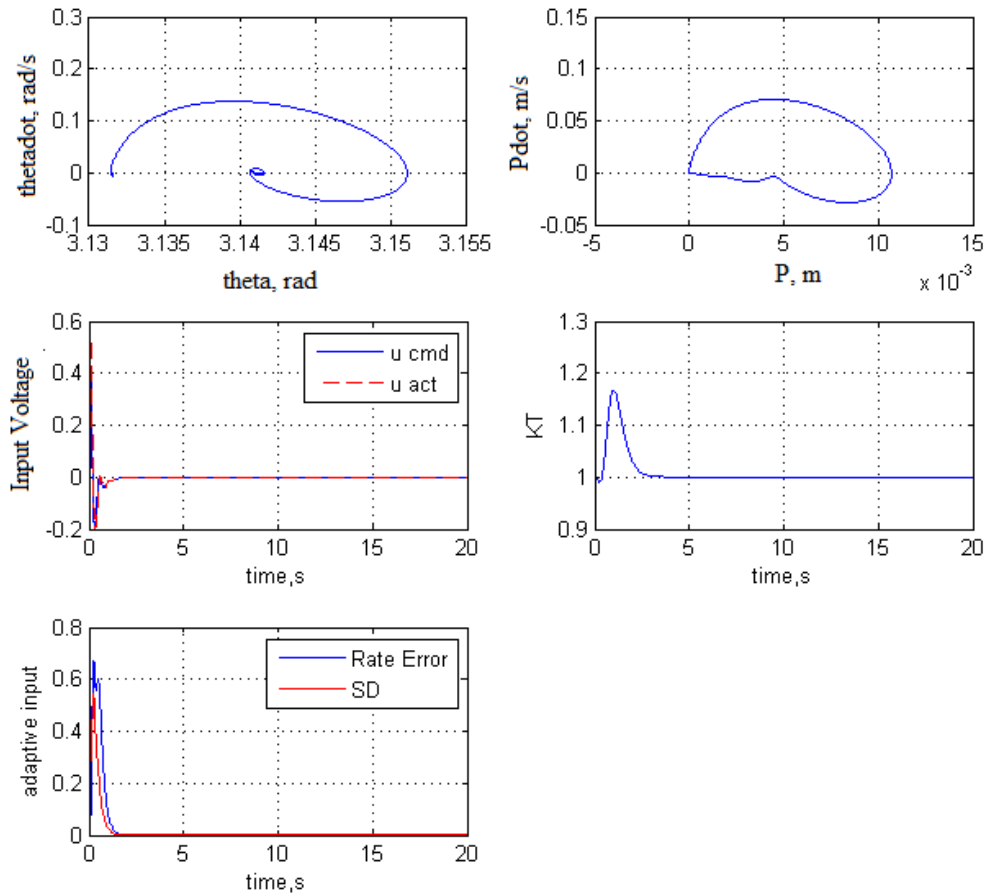 thetadot, rad/s
0.3
0.2
0.1
0
-0.1
3.13 3.135 3.14 3.145 3.15 3.155
theta, rad
Pdot, m/s
0.15
0.1
0.05
0
-0.05
-5 0 5 10 15
P, m
x 10-3
Input Voltage
0.6
0.4
0.2
0
-0.2
u cmd
u act
0 5 10 15 20
time,s
KT
1.3
1.2
1.1
1
0.9
0 5 10 15 20
time,s
adaptive input
0.8
0.6
0.4
0.2
0
Rate Error
SD
0 5 10 15 20
time,s